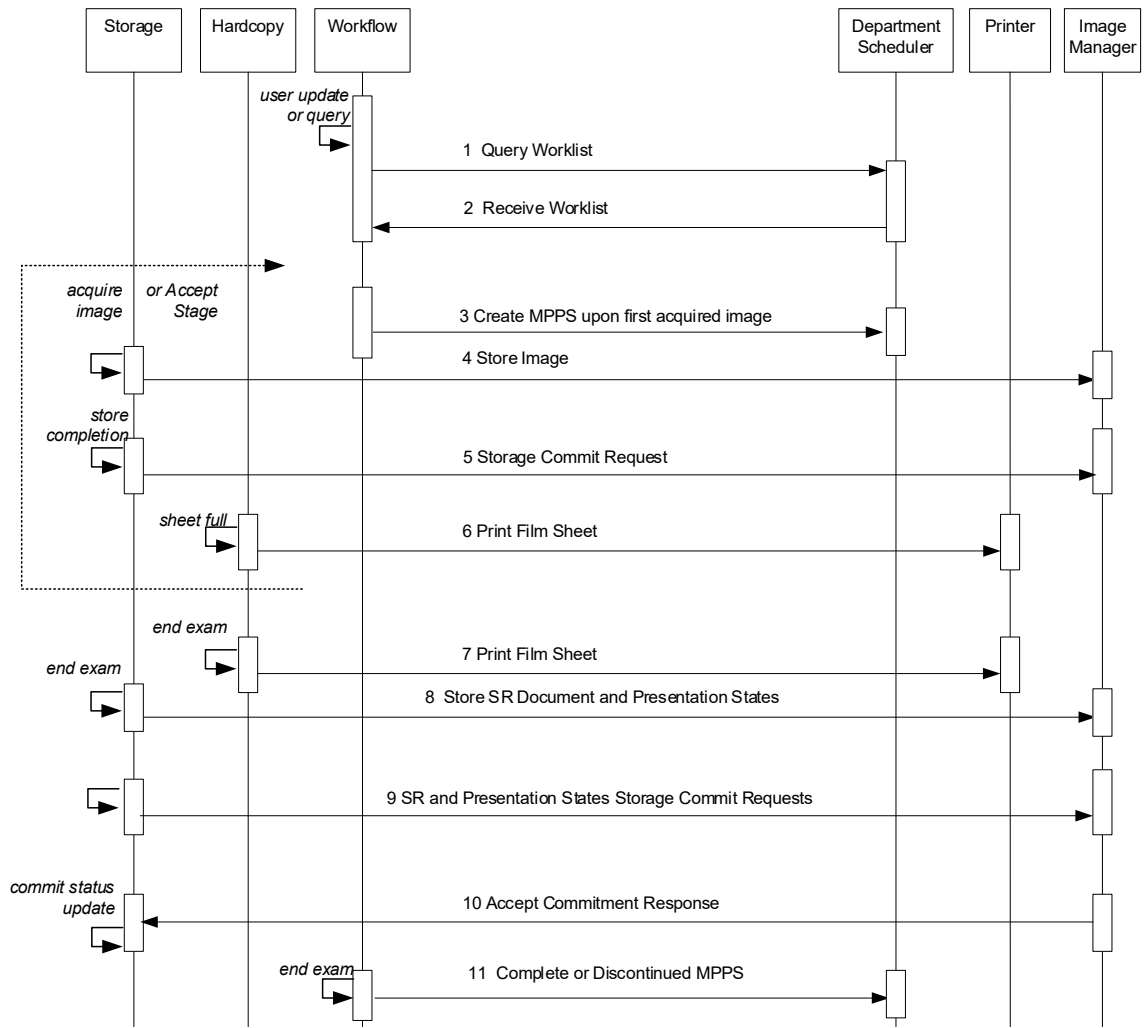 Storage
Hardcopy
Workflow
Department
Scheduler
Printer
Image
Manager
user update
or query
1 Query Worklist
2 Receive Worklist
acquire
image
or Accept
Stage
3 Create MPPS upon first acquired image
4 Store Image
store
completion
5 Storage Commit Request
sheet full
6 Print Film Sheet
end exam
7 Print Film Sheet
end exam
8 Store SR Document and Presentation States
9 SR and Presentation States Storage Commit Requests
commit status
update
10 Accept Commitment Response
end exam
11 Complete or Discontinued MPPS